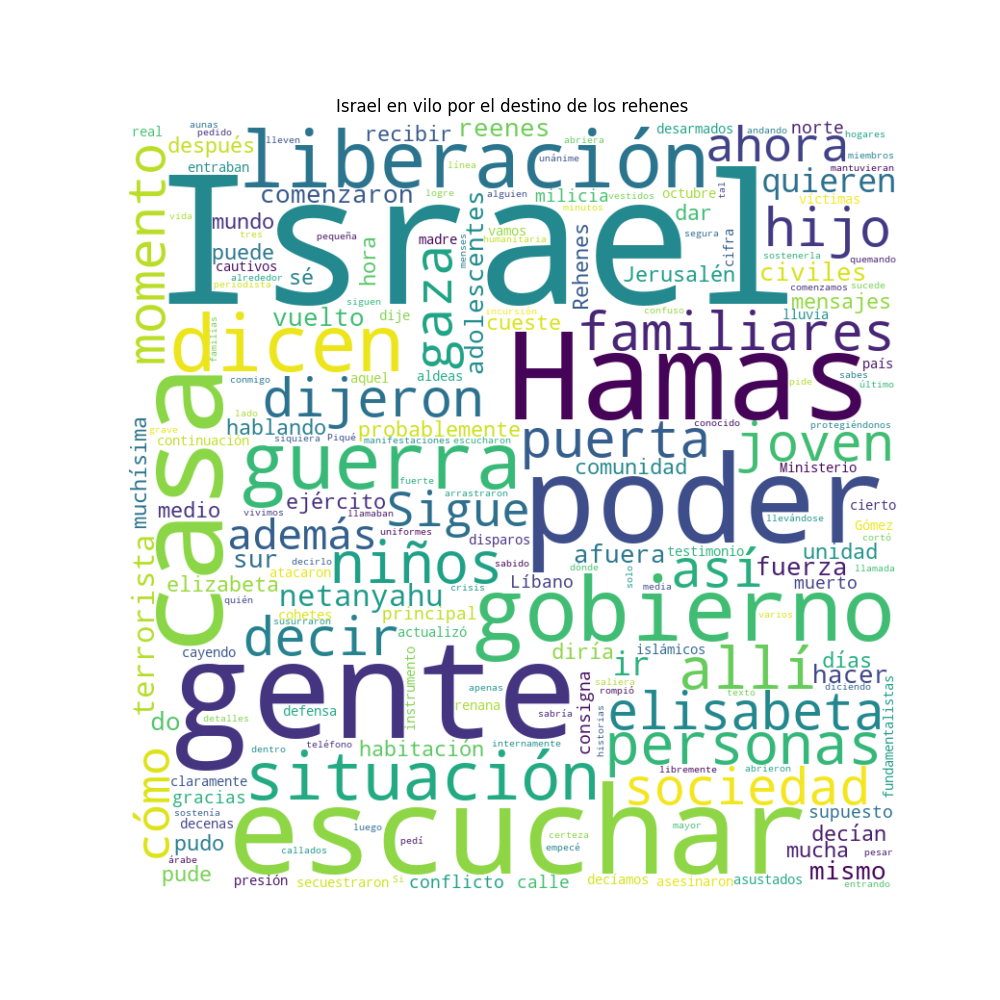 Israel en vilo por el destino de los rehenes
aunas
pedido
lleven
real
después
entraban
liberación
recibir
reenes
línea
abriera
unánime
desarmados
andando
norte
hogares
ahora
miembros
mantuvieran
momento
Israel
comenzaron
logre
alguien
milicia
vestidos
octubre
tal
quieren
víctimas
vida
mundo
tres
pequeña
madre
adolescentes
menses
vamos
minutos
humanitaria
dar
segura
cifra
hijo
sostenerla
quemando
puede
cautivos
alrededor
periodista
sé
hora
gaza
Rehenes
Jerusalén
civiles
comenzamos
sucede
mensajes
siguen
vuelto
dije
incursión
cueste
confuso
lluvia
familiares
familias
dicen
casa
conmigo
aquel
aldeas
Hamas
país
sabes
último
pide
dijeron
lado
hablando
probablemente
puerta
conocido
protegiéndonos
joven
grave
continuación
siquiera
Piqué
manifestaciones
escucharon
muchísima
guerra
fuerte
arrastraron
comunidad
Ministerio
poder
medio
vivimos
ejército
llamaban
Sigue
llevándose
cierto
Gómez
cortó
además
uniformes
disparos
sur
decirlo
sabido
niños
afuera
testimonio
donde
solo
así
unidad
fuerza
media
llamada
terrorista
elizabeta
atacaron
crisis
Líbano
muerto
quién
netanyahu
cohetes
principal
gobierno
varios
susurraron
decir
actualizó
cayendo
diría
islámicos
ir
allí
días
hacer
gente
instrumento
apenas
saliera
rompió
texto
diciendo
fundamentalistas
do
detalles
defensa
renana
sabría
consigna
historias
elisabeta
cómo
teléfono
habitación
dentro
internamente
personas
claramente
situación
libremente
abrieron
gracias
sostenía
decenas
sociedad
supuesto
pudo
luego
escuchar
pedí
certeza
empecé
mayor
decían
mucha
pesar
árabe
callados
pude
presión
secuestraron
Si
conflicto
calle
decíamos
asesinaron
asustados
mismo
entrando